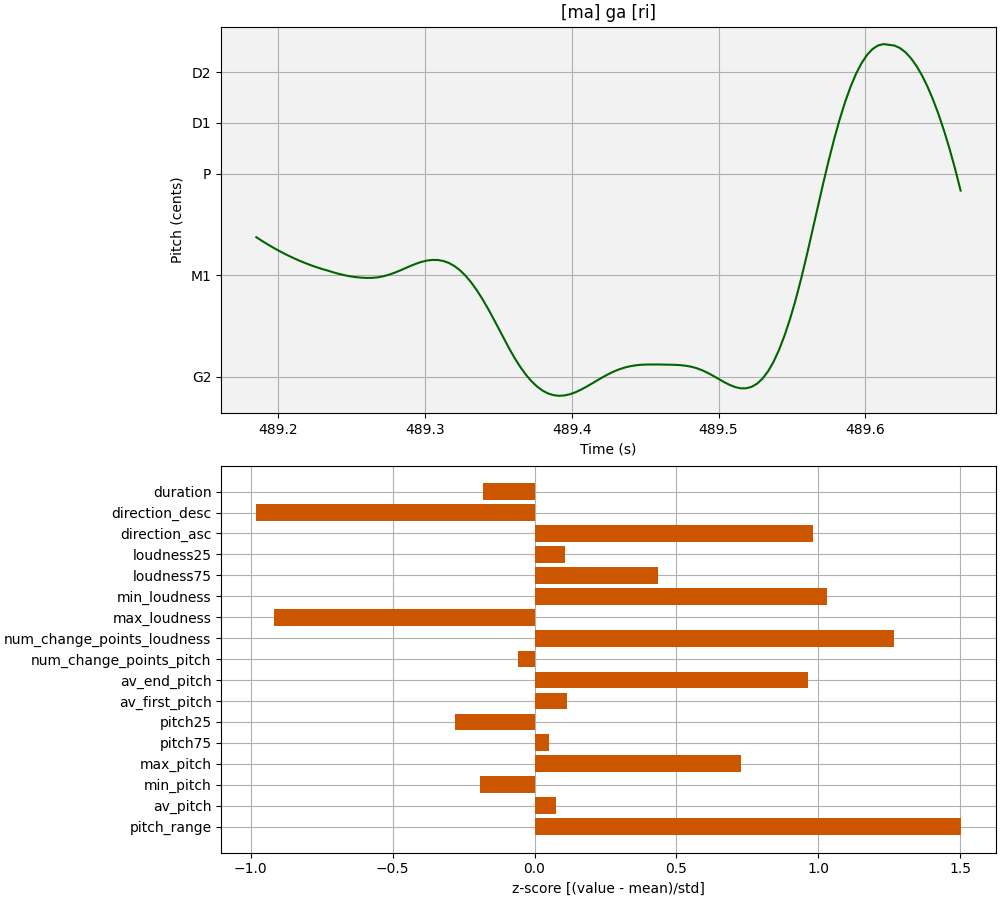 [ma] ga [ri]
D2
D1
P
M1
G2
Pitch (cents)
489.2 489.3 489.4 489.5 489.6
Time (s)
duration
direction_desc
direction_asc
loudness25
loudness75
min_loudness
max_loudness
num_change_points_loudness
num_change_points_pitch
av_end_pitch
av_first_pitch
pitch25
pitch75
max_pitch
min_pitch
av_pitch
pitch_range
−1.0 −0.5 0.0 0.5 1.0 1.5
z-score [(value - mean)/std]